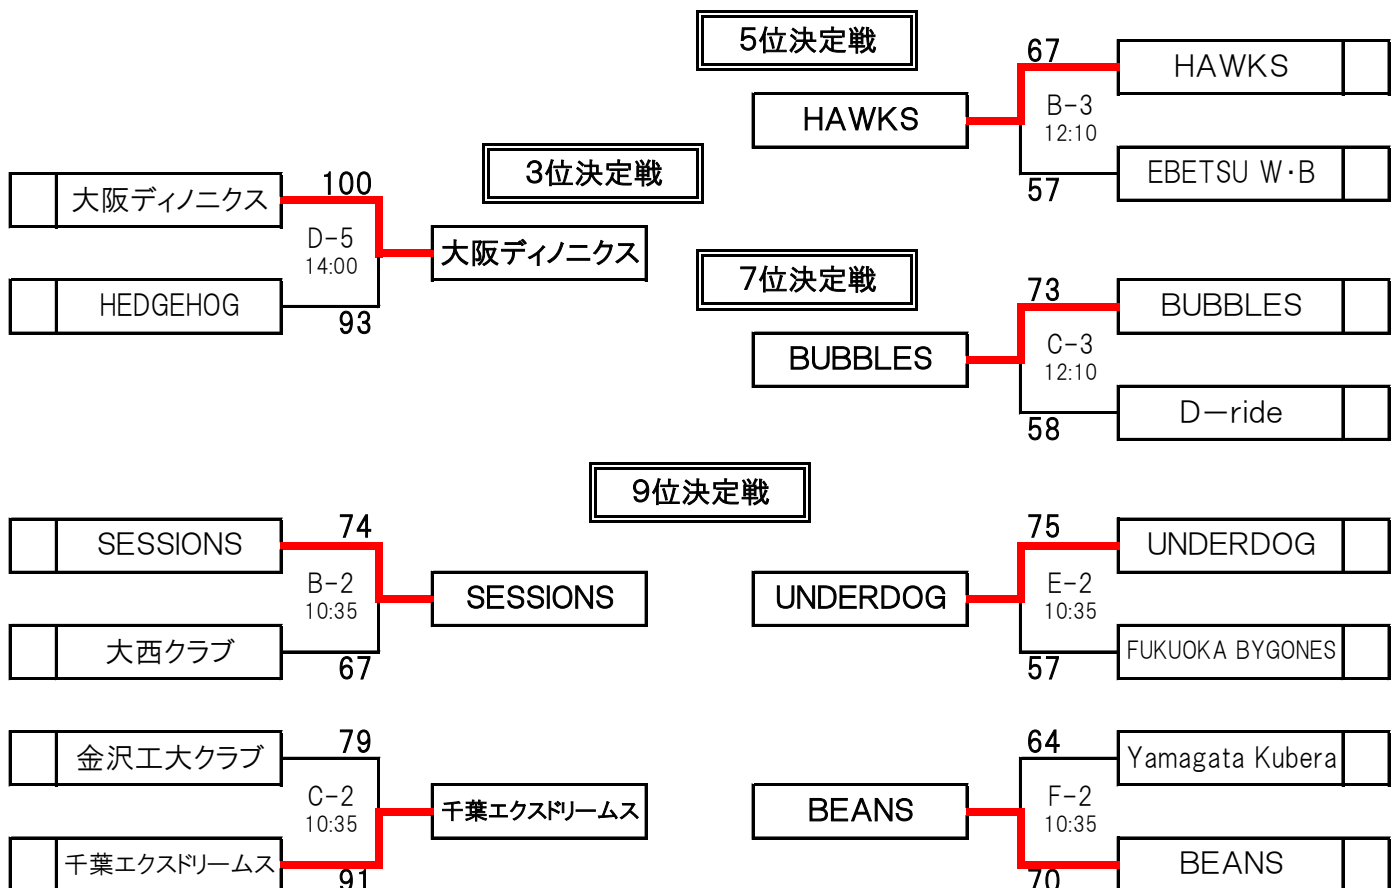 5位決定戦
67
HAWKS
HAWKS
B-3
12:10
EBETSU W・B
57
3位決定戦
大阪ディノニクス
100
D-5
14:00
大阪ディノニクス
HEDGEHOG
93
7位決定戦
73
BUBBLES
BUBBLES
C-3
12:10
D－ride
58
9位決定戦
SESSIONS
74
B-2
10:35
SESSIONS
大西クラブ
67
75
UNDERDOG
UNDERDOG
E-2
10:35
FUKUOKA BYGONES
57
金沢工大クラブ
79
C-2
10:35
千葉エクスドリームス
千葉エクスドリームス
91
64
Yamagata Kubera
BEANS
F-2
10:35
BEANS
70